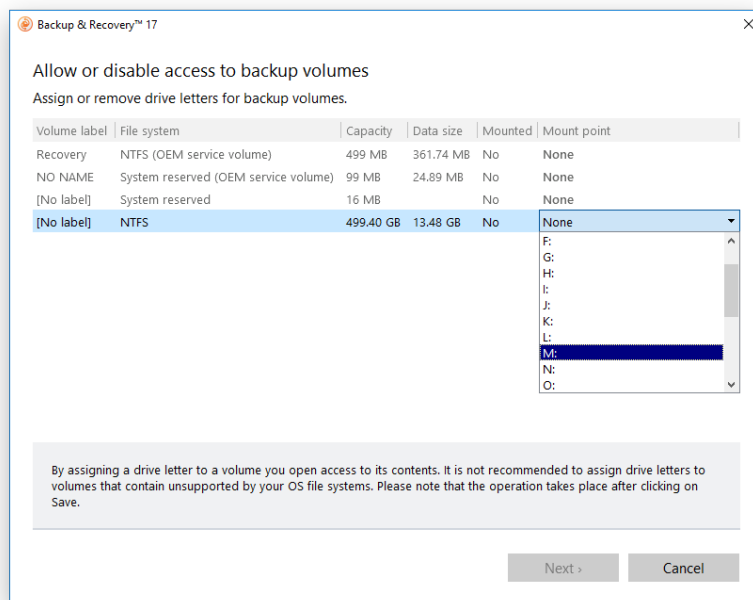 Backup & Recovery™ 17
Allow or disable access to backup volumes
Assign or remove drive letters for backup volumes.
Volume label File system Capacity Data size Mounted Mount point
Recovery NTFS (OEM service volume) 499 MB 361.74 MB No None
NO NAME System reserved (OEM service volume) 99 MB 24.89 MB No None
[No label] System reserved 16 MB No None
[No label] NTFS 499.40 GB 13.48 GB No None
F:
G:
H:
I:
J:
K:
L:
M:
N:
O:
By assigning a drive letter to a volume you open access to its contents. It is not recommended to assign drive letters to
volumes that contain unsupported by your OS file systems. Please note that the operation takes place after clicking on
Save.
Next ›
Cancel